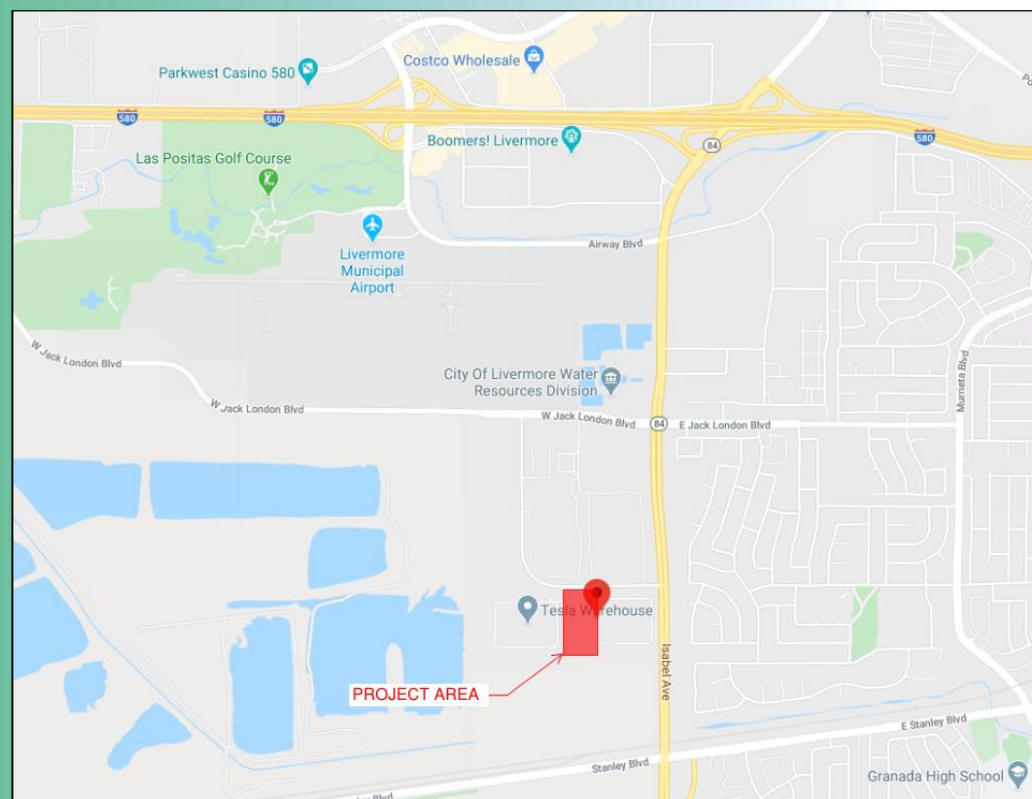 Costco Wholesale
Parkwest Casino 580
580
580
Boomers! Livermore
84
580
Las Positas Golf Course
Livermore
Municipal
Airport
Airway Blvd
W Jack London Blvd
City Of Livermore Water
Resources Division
W Jack London Blvd
W Jack London Blvd
84
E Jack London Blvd
Murrieta Blvd
Tesla Warehouse
Isabel Ave
PROJECT AREA
E Stanley Blvd
Stanley Blvd
Granada High School
Blvd